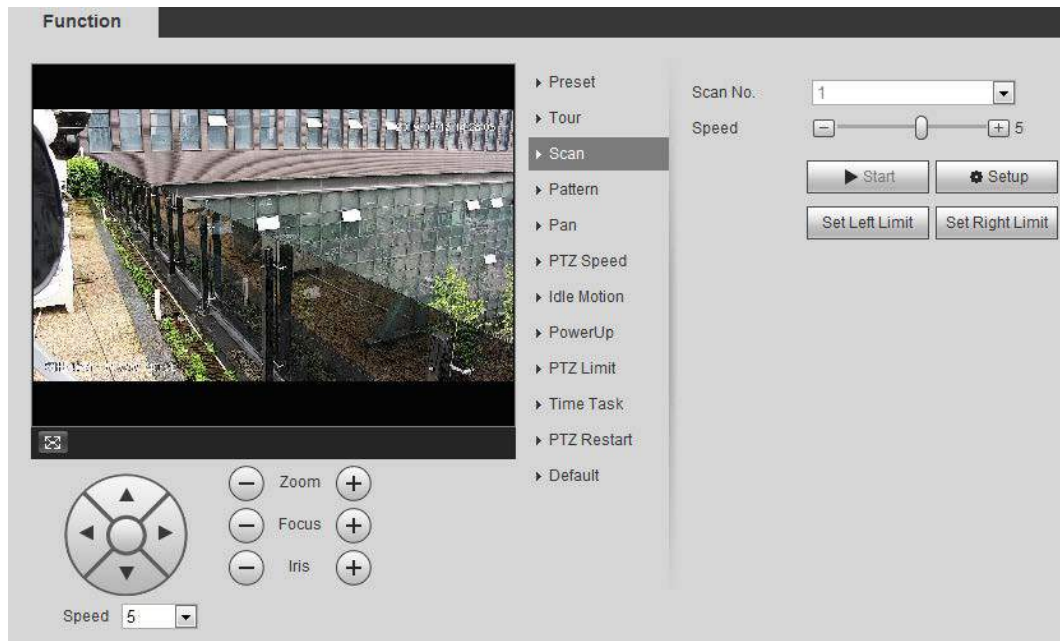 Function
Preset
Tour
Scan
Pattern
Pan
PTZ Speed
Idle Motion
PowerUp
PTZ Limit
Time Task
PTZ Restart
Default
Scan No. 1
Speed 5
Start Setup
Set Left Limit Set Right Limit
Zoom
Focus
Iris
Speed 5